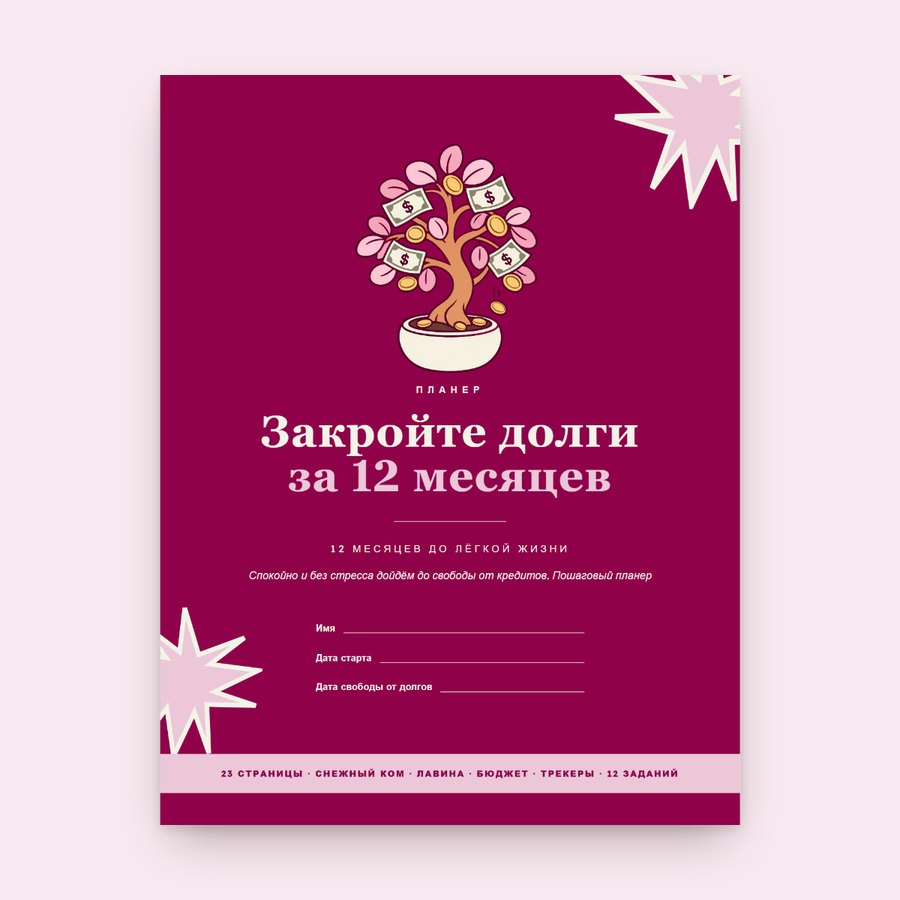 $ $
$ $
ПЛАНЕР
Закройте долги
за 12 месяцев
12 МЕСЯЦЕВ ДО ЛЁГКОЙ ЖИЗНИ
Спокойно и без стресса дойдём до свободы от кредитов. Пошаговый планер
Имя
Дата старта
Дата свободы от долгов
23 СТРАНИЦЫ · СНЕЖНЫЙ КОМ · ЛАВИНА · БЮДЖЕТ · ТРЕКЕРЫ · 12 ЗАДАНИЙ